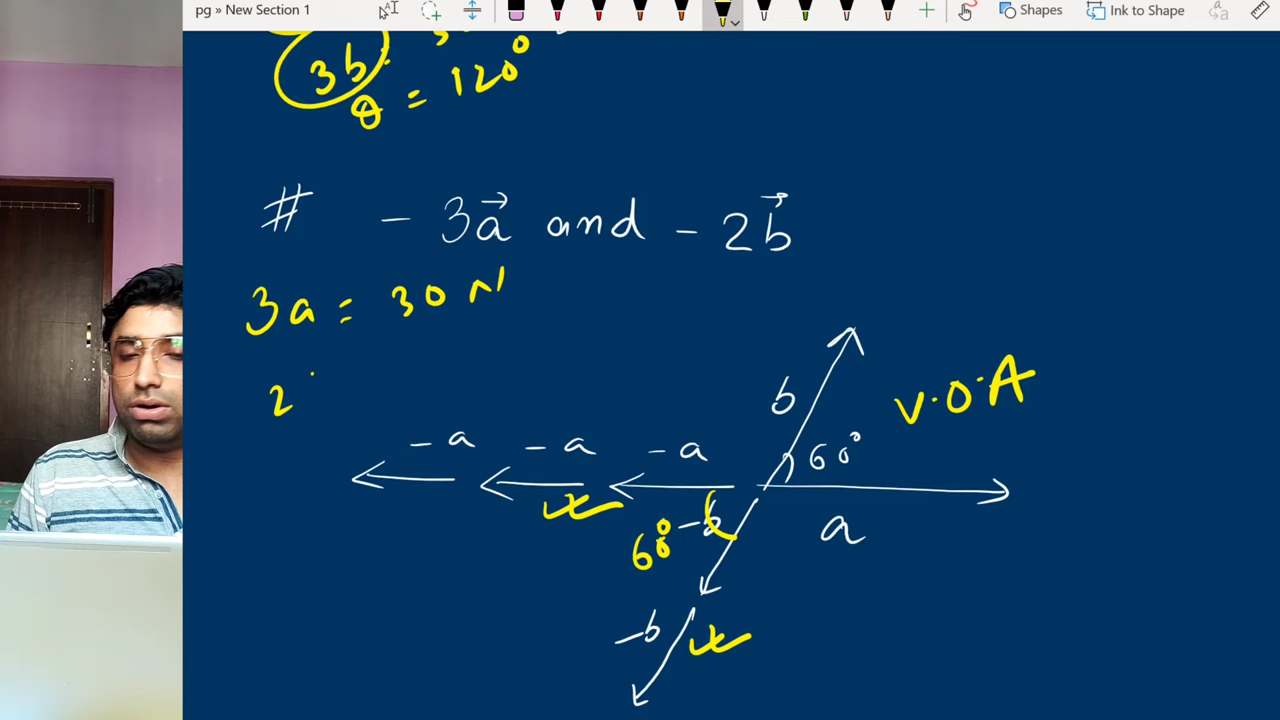 pg » New Section 1
Shapes
Ink to Shape
3b
θ = 120°
# - 3a⃗ and - 2b⃗
3a = 30 N
2
b
V.O.A
60°
-a -a -a
60° -b
a
-b